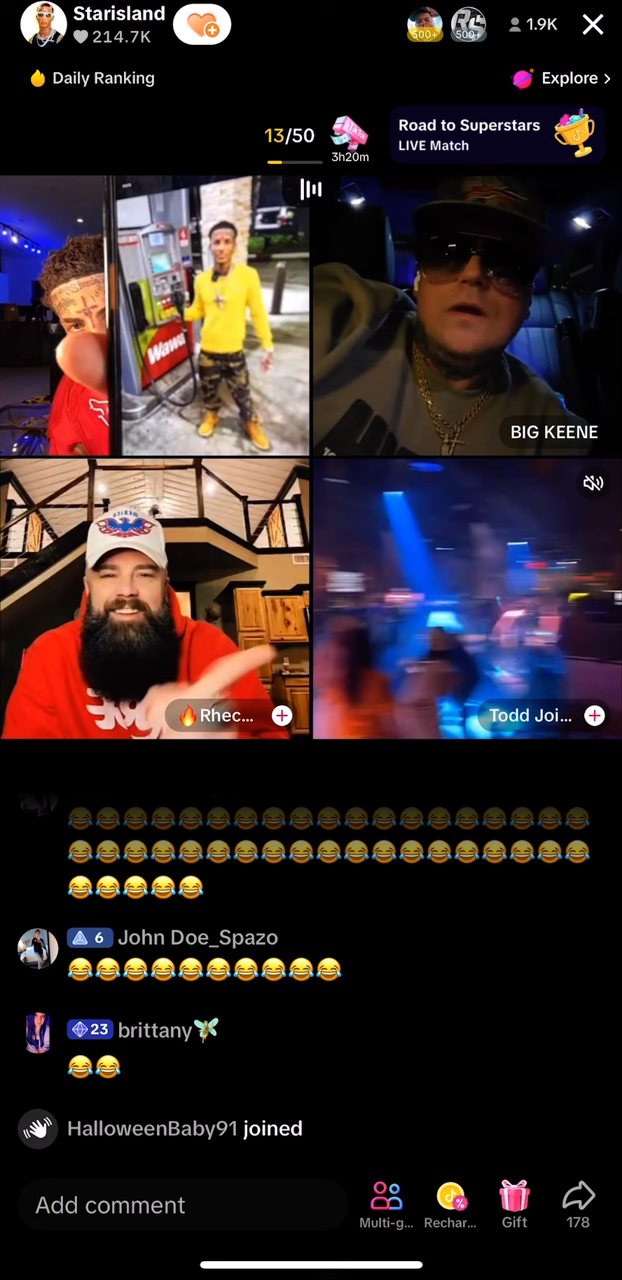 Starisland
214.7K
500+
500+
1.9K
Daily Ranking
Explore >
13/50
3h20m
Road to Superstars
LIVE Match
Wawa
BIG KEENE
🔥Rhec...
Todd Joi...
😂😂😂😂😂😂😂😂😂😂😂😂😂😂😂😂😂😂😂
😂😂😂😂😂😂😂😂😂😂😂😂😂😂😂😂😂😂😂
😂😂😂😂😂
6 John Doe_Spazo
😂😂😂😂😂😂😂😂😂😂
23 brittany🧚
😂😂
HalloweenBaby91 joined
Add comment
Multi-g...
Rechar...
Gift
178